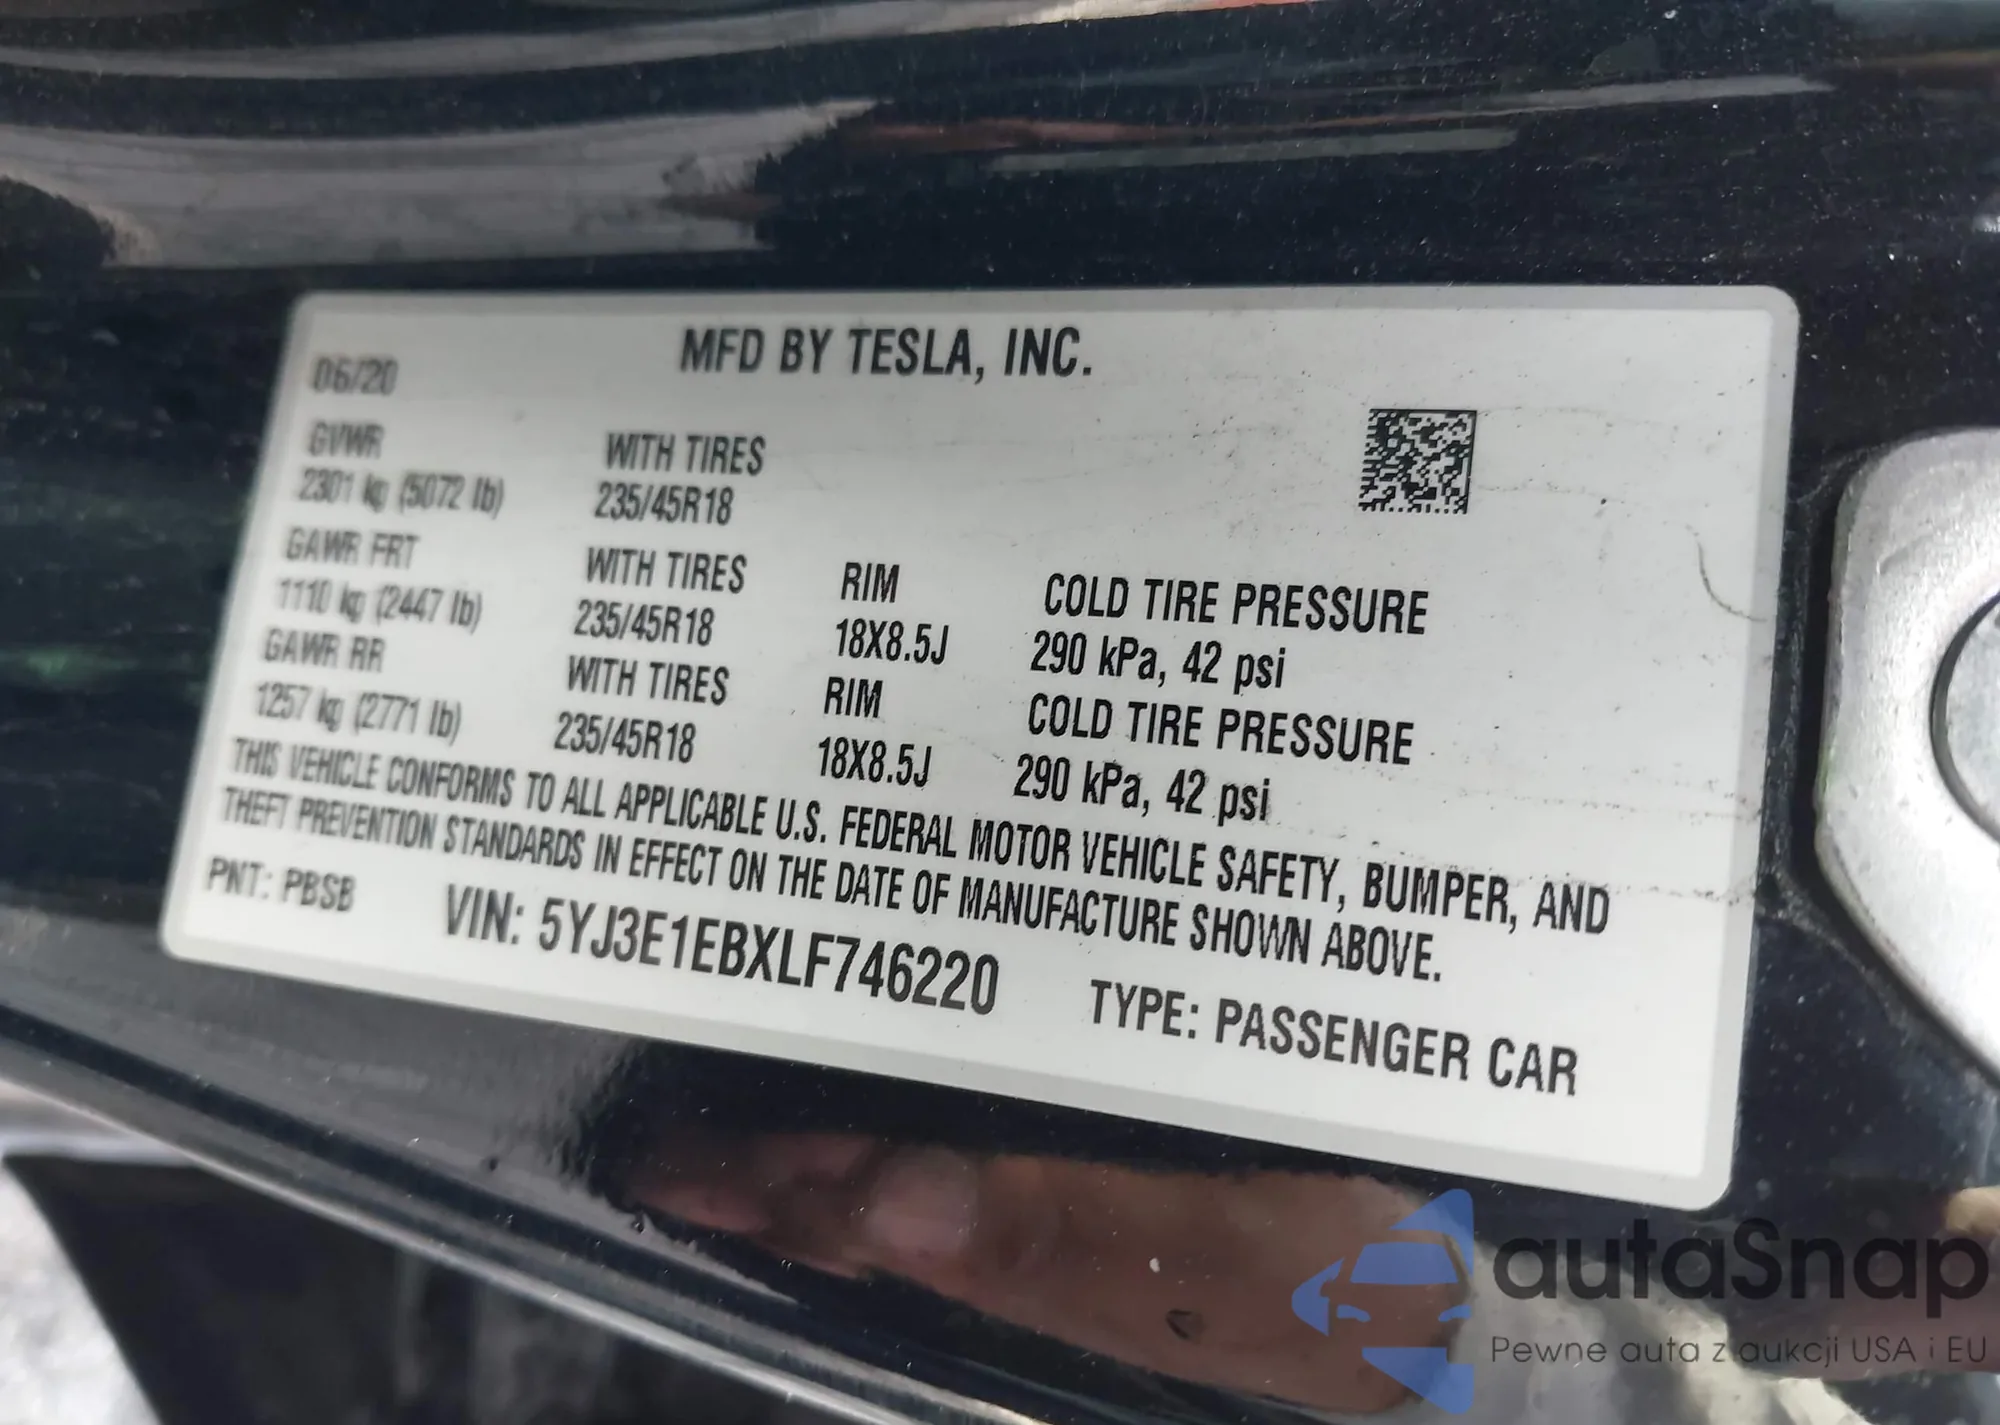 MFD BY TESLA, INC.
06/20
GVWR WITH TIRES
2301 kg (5072 lb) 235/45R18
GAWR FRT WITH TIRES RIM COLD TIRE PRESSURE
1110 kg (2447 lb) 235/45R18 18X8.5J 290 kPa, 42 psi
GAWR RR WITH TIRES RIM COLD TIRE PRESSURE
1257 kg (2771 lb) 235/45R18 18X8.5J 290 kPa, 42 psi
THIS VEHICLE CONFORMS TO ALL APPLICABLE U.S. FEDERAL MOTOR VEHICLE SAFETY, BUMPER, AND
THEFT PREVENTION STANDARDS IN EFFECT ON THE DATE OF MANUFACTURE SHOWN ABOVE.
PNT: PBSB VIN: 5YJ3E1EBXLF746220 TYPE: PASSENGER CAR
autaSnap
Pewne auta z aukcji USA i EU